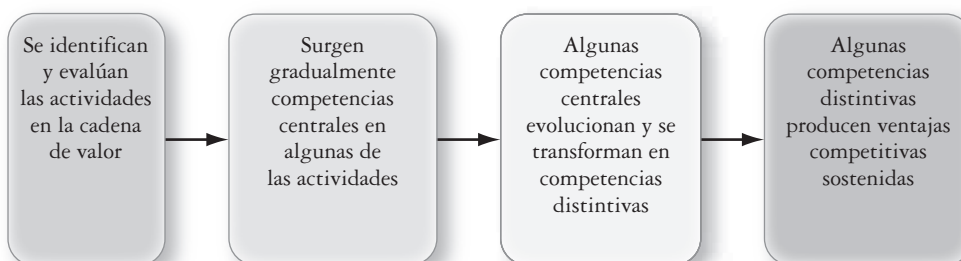 Se identifican
y evalúan
las actividades
en la cadena
de valor
Surgen
gradualmente
competencias
centrales en
algunas de
las actividades
Algunas
competencias
centrales
evolucionan y se
transforman en
competencias
distintivas
Algunas
competencias
distintivas
producen ventajas
competitivas
sostenidas